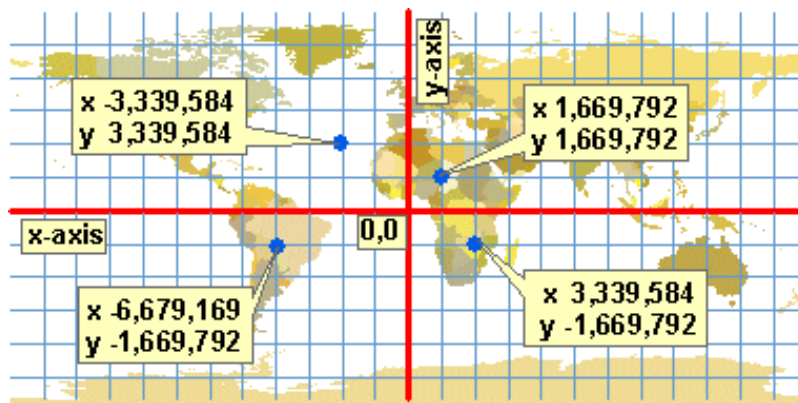 y-axis
x -3,339,584
y 3,339,584
x 1,669,792
y 1,669,792
x-axis
0,0
x -6,679,169
y -1,669,792
x 3,339,584
y -1,669,792